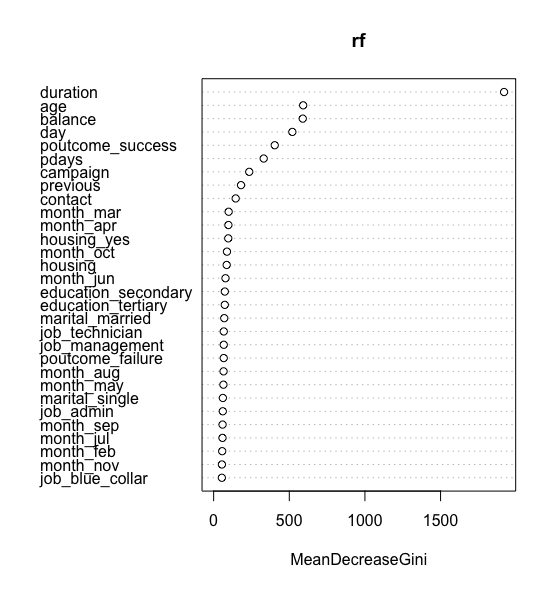 rf
duration
age
balance
day
poutcome_success
pdays
campaign
previous
contact
month_mar
month_apr
housing_yes
month_oct
housing
month_jun
education_secondary
education_tertiary
marital_married
job_technician
job_management
poutcome_failure
month_aug
month_may
marital_single
job_admin
month_sep
month_jul
month_feb
month_nov
job_blue_collar
0 500 1000 1500
MeanDecreaseGini